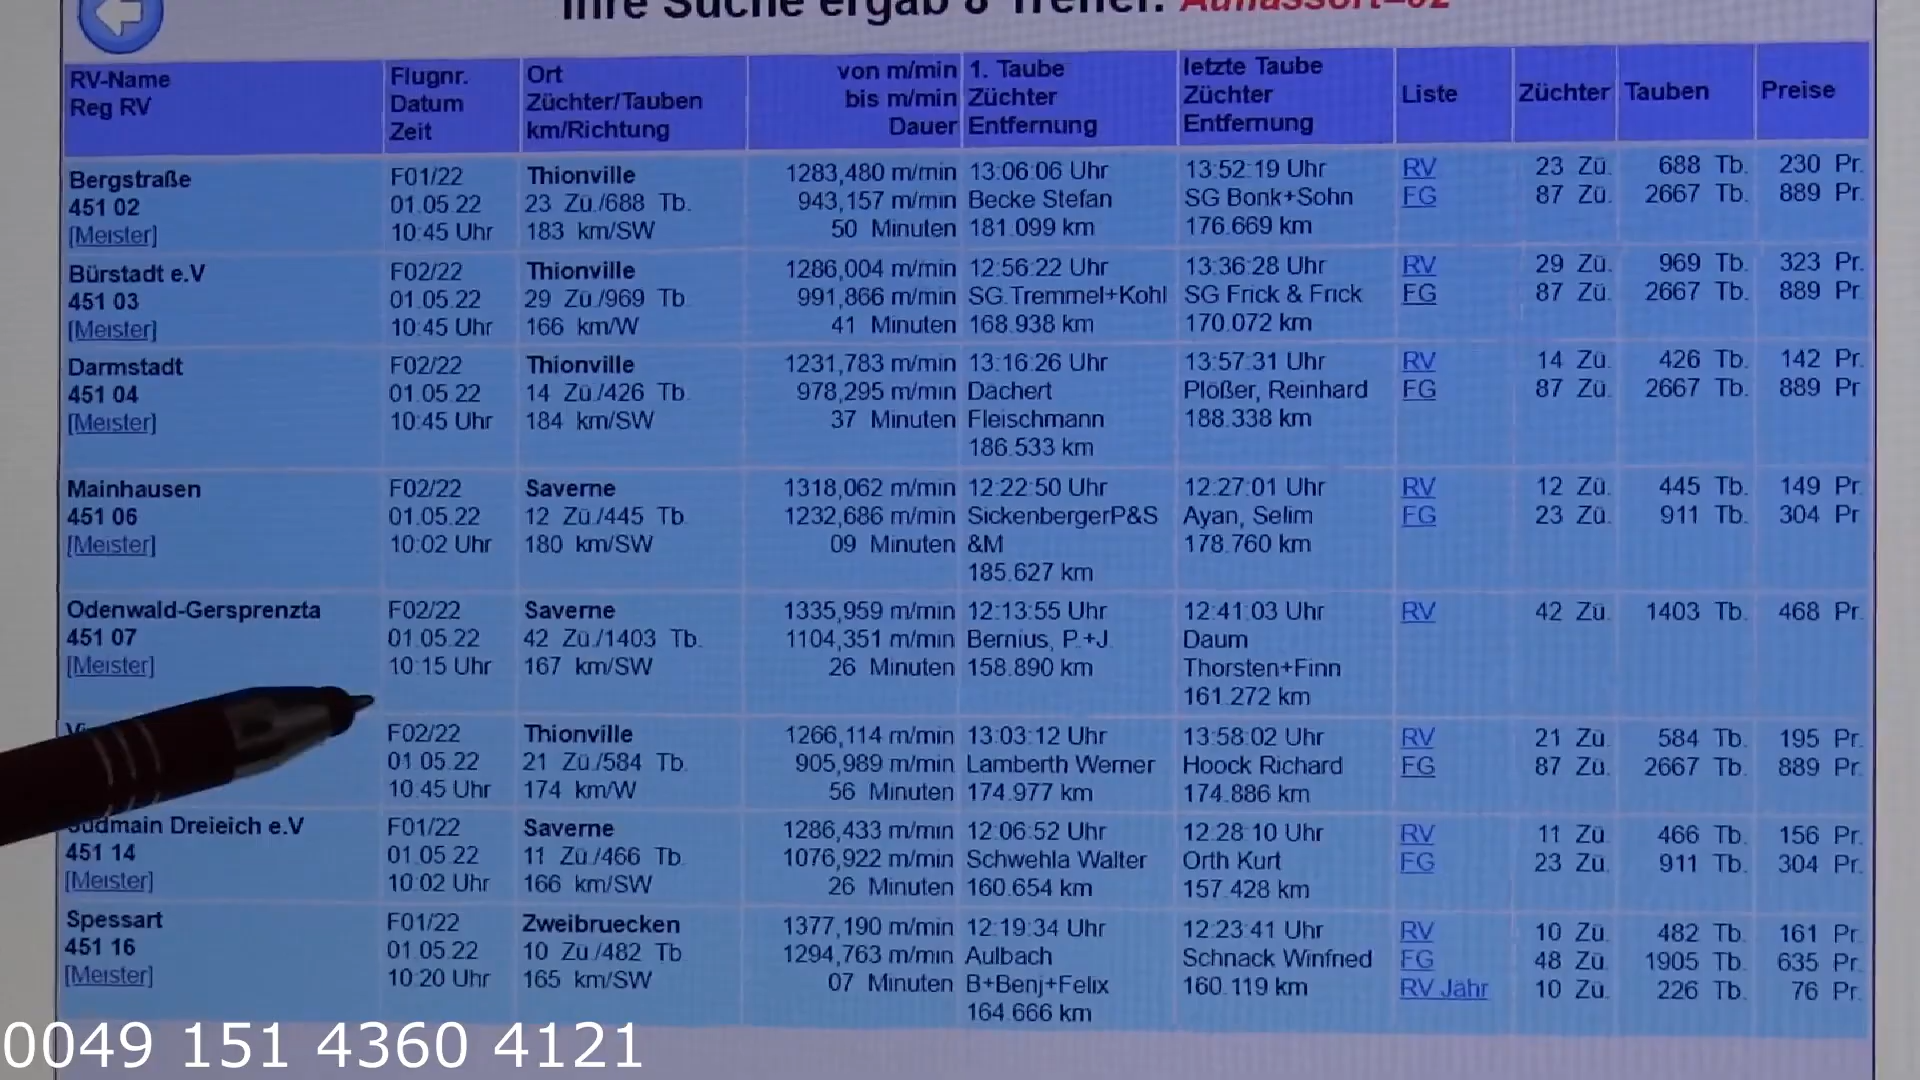 Ihre Suche ergab 8 Treffer.
RV-Name
Reg RV
Flugnr.
Datum
Zeit
Ort
Züchter/Tauben
km/Richtung
von m/min
bis m/min
Dauer
1. Taube
Züchter
Entfernung
letzte Taube
Züchter
Entfernung
Liste
Züchter
Tauben
Preise
Bergstraße
451 02
[Meister]
F01/22
01.05.22
10:45 Uhr
Thionville
23 Zü./688 Tb.
183 km/SW
1283,480 m/min
943,157 m/min
50 Minuten
13:06:06 Uhr
Becke Stefan
181.099 km
13:52:19 Uhr
SG Bonk+Sohn
176.669 km
RV
FG
23 Zü. 688 Tb. 230 Pr.
87 Zü. 2667 Tb. 889 Pr.
Bürstadt e.V
451 03
[Meister]
F02/22
01.05.22
10:45 Uhr
Thionville
29 Zü./969 Tb.
166 km/W
1286,004 m/min
991,866 m/min
41 Minuten
12:56:22 Uhr
SG.Tremmel+Kohl
168.938 km
13:36:28 Uhr
SG Frick & Frick
170.072 km
RV
FG
29 Zü. 969 Tb. 323 Pr.
87 Zü. 2667 Tb. 889 Pr.
Darmstadt
451 04
[Meister]
F02/22
01.05.22
10:45 Uhr
Thionville
14 Zü./426 Tb.
184 km/SW
1231,783 m/min
978,295 m/min
37 Minuten
13:16:26 Uhr
Dächert
Fleischmann
186.533 km
13:57:31 Uhr
Plößer, Reinhard
188.338 km
RV
FG
14 Zü. 426 Tb. 142 Pr.
87 Zü. 2667 Tb. 889 Pr.
Mainhausen
451 06
[Meister]
F02/22
01.05.22
10:02 Uhr
Saverne
12 Zü./445 Tb.
180 km/SW
1318,062 m/min
1232,686 m/min
09 Minuten
12:22:50 Uhr
SickenbergerP&S
&M
185.627 km
12:27:01 Uhr
Ayan, Selim
178.760 km
RV
FG
12 Zü. 445 Tb. 149 Pr.
23 Zü. 911 Tb. 304 Pr.
Odenwald-Gersprenzta
451 07
[Meister]
F02/22
01.05.22
10:15 Uhr
Saverne
42 Zü./1403 Tb.
167 km/SW
1335,959 m/min
1104,351 m/min
26 Minuten
12:13:55 Uhr
Bernius, P.+J.
158.890 km
12:41:03 Uhr
Daum
Thorsten+Finn
161.272 km
RV
42 Zü. 1403 Tb. 468 Pr.
F02/22
01.05.22
10:45 Uhr
Thionville
21 Zü./584 Tb.
174 km/W
1266,114 m/min
905,989 m/min
56 Minuten
13:03:12 Uhr
Lamberth Werner
174.977 km
13:58:02 Uhr
Hoock Richard
174.886 km
RV
FG
21 Zü. 584 Tb. 195 Pr.
87 Zü. 2667 Tb. 889 Pr.
Südmain Dreieich e.V
451 14
[Meister]
F01/22
01.05.22
10:02 Uhr
Saverne
11 Zü./466 Tb.
166 km/SW
1286,433 m/min
1076,922 m/min
26 Minuten
12:06:52 Uhr
Schwehla Walter
160.654 km
12:28:10 Uhr
Orth Kurt
157.428 km
RV
FG
11 Zü. 466 Tb. 156 Pr.
23 Zü. 911 Tb. 304 Pr.
Spessart
451 16
[Meister]
F01/22
01.05.22
10:20 Uhr
Zweibruecken
10 Zü./482 Tb.
165 km/SW
1377,190 m/min
1294,763 m/min
07 Minuten
12:19:34 Uhr
Aulbach
B+Benj+Felix
164.666 km
12:23:41 Uhr
Schnack Winfried
160.119 km
RV
FG
RV Jähr
10 Zü. 482 Tb. 161 Pr.
48 Zü. 1905 Tb. 635 Pr.
10 Zü. 226 Tb. 76 Pr.
0049 151 4360 4121